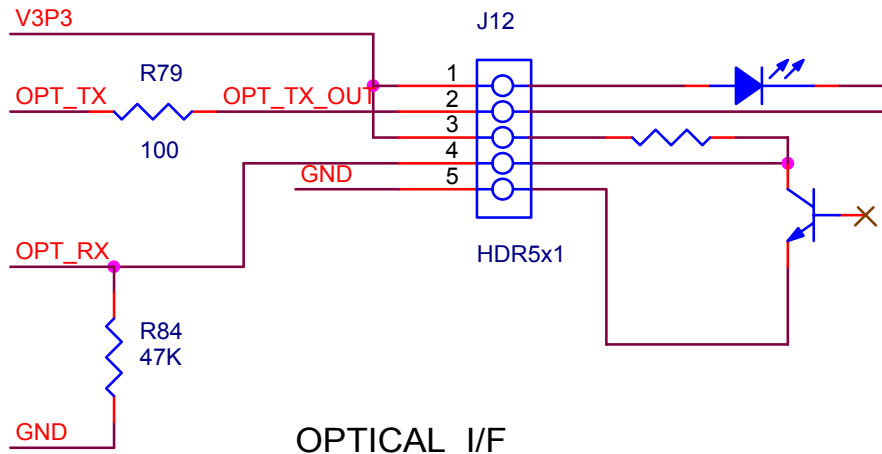 V3P3
J12
R79
1
OPT_TX
OPT_TX_OUT
2
100
3
4
GND
5
OPT_RX
HDR5x1
R84
47K
GND
OPTICAL I/F